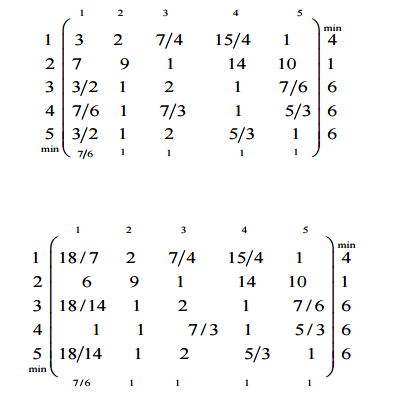 1 2 3 4 5
min
1 3 2 7/4 15/4 1 4
2 7 9 1 14 10 1
3 3/2 1 2 1 7/6 6
4 7/6 1 7/3 1 5/3 6
5 3/2 1 2 5/3 1 6
min 7/6 1 1 1 1
1 2 3 4 5
min
1 18/7 2 7/4 15/4 1 4
2 6 9 1 14 10 1
3 18/14 1 2 1 7/6 6
4 1 1 7/3 1 5/3 6
5 18/14 1 2 5/3 1 6
min
7/6 1 1 1 1